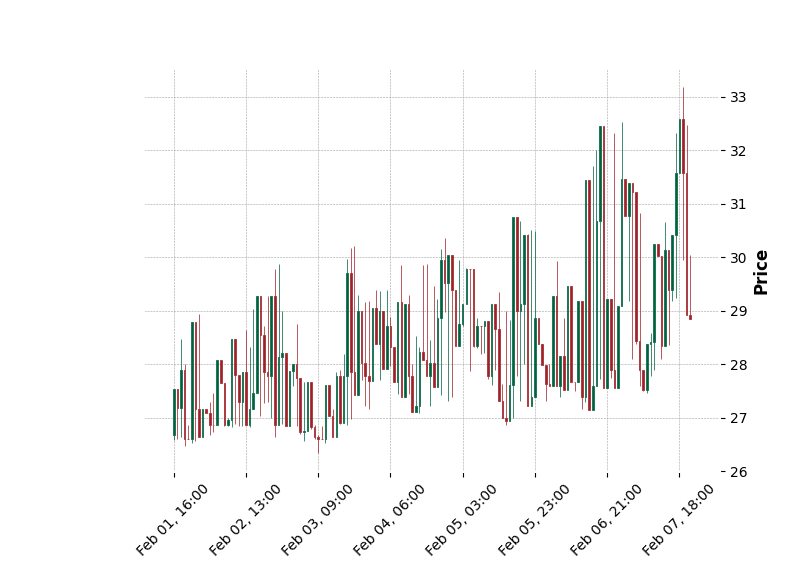 33
32
31
30
29
28
27
26
Price
Feb 01, 16:00
Feb 02, 13:00
Feb 03, 09:00
Feb 04, 06:00
Feb 05, 03:00
Feb 05, 23:00
Feb 06, 21:00
Feb 07, 18:00